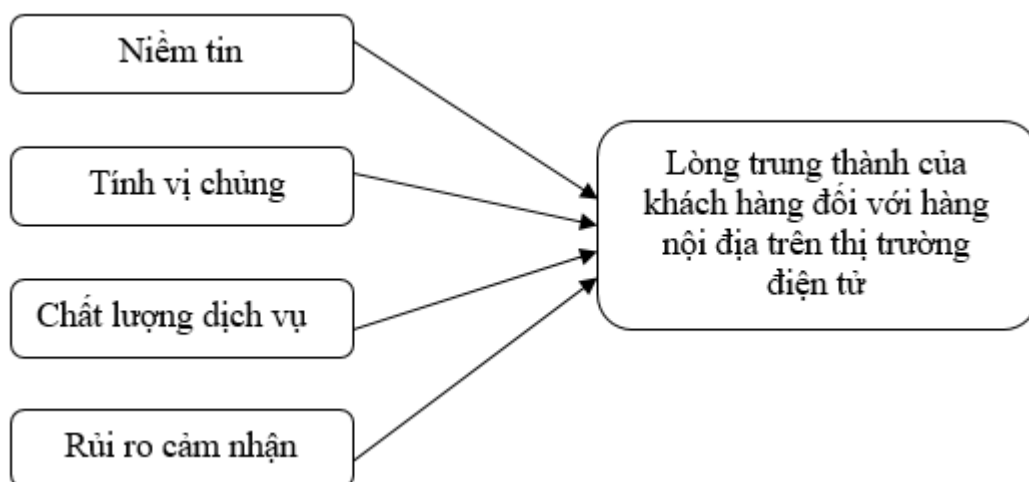 Niềm tin
Tính vị chủng
Chất lượng dịch vụ
Rủi ro cảm nhận
Lòng trung thành của
khách hàng đối với hàng
nội địa trên thị trường
điện tử